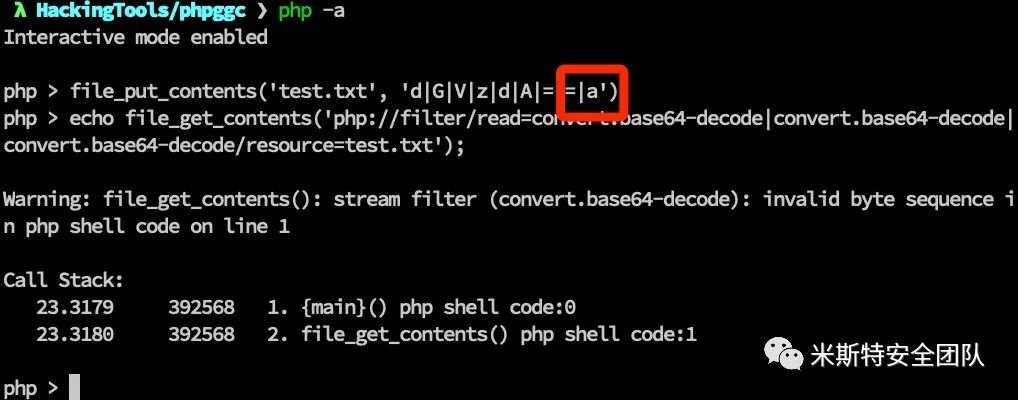 λ HackingTools/phpggc ❯ php -a
Interactive mode enabled
php > file_put_contents('test.txt', 'd|G|V|z|d|A|= =|a')
php > echo file_get_contents('php://filter/read=convert.base64-decode|convert.base64-decode|
convert.base64-decode/resource=test.txt');
Warning: file_get_contents(): stream filter (convert.base64-decode): invalid byte sequence i
n php shell code on line 1
Call Stack:
23.3179 392568 1. {main}() php shell code:0
23.3180 392568 2. file_get_contents() php shell code:1
米斯特安全团队
php >